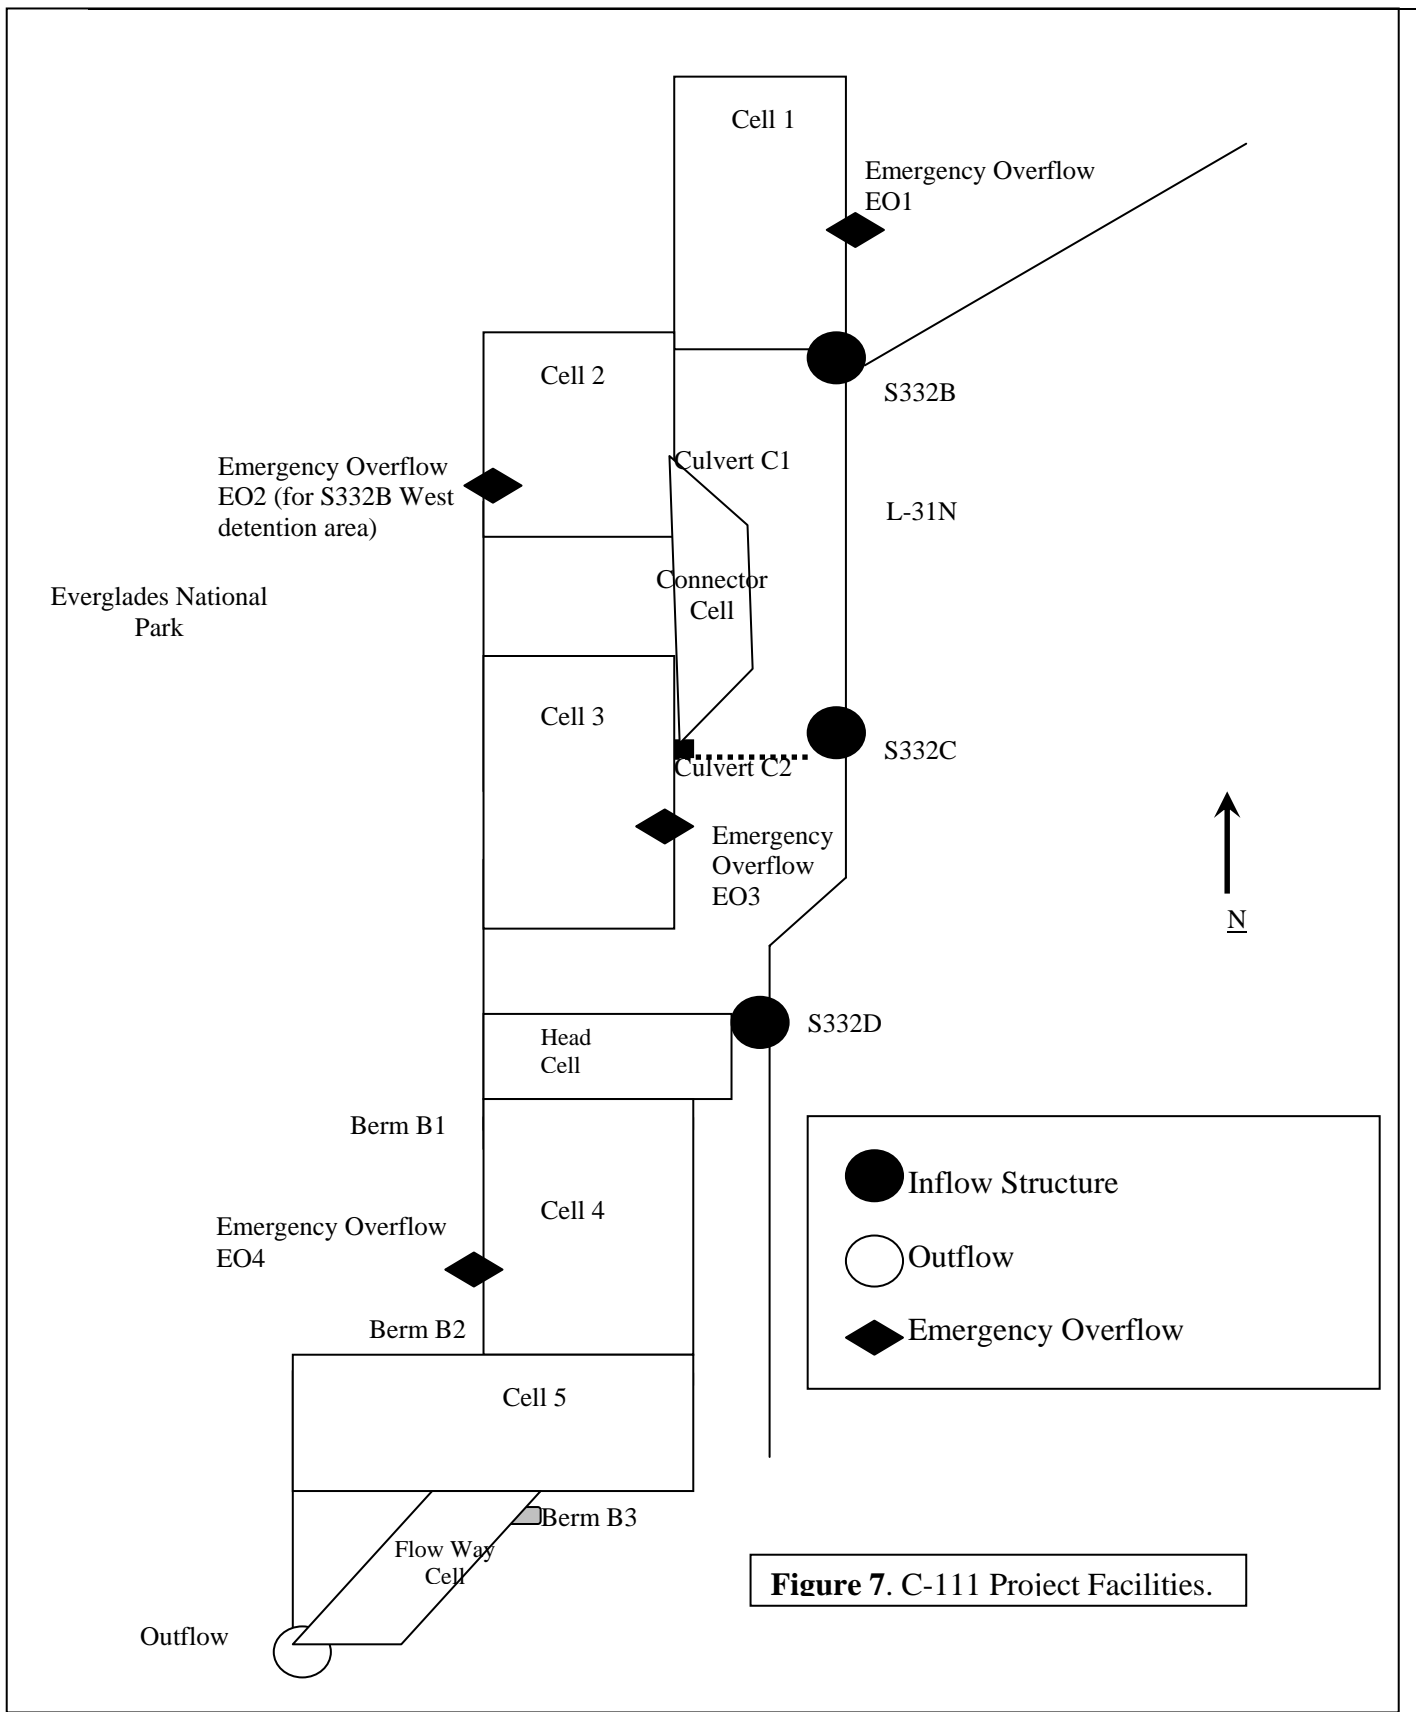 Cell 1
Emergency Overflow
EO1
Cell 2
S332B
Culvert C1
Emergency Overflow
EO2 (for S332B West
detention area)
L-31N
Everglades National
Park
Connector
Cell
Cell 3
S332C
Culvert C2
Emergency
Overflow
EO3
N
S332D
Head
Cell
Berm B1
Inflow Structure
Cell 4
Emergency Overflow
EO4
Outflow
Berm B2
Emergency Overflow
Cell 5
Berm B3
Flow Way
Cell
Figure 7. C-111 Project Facilities.
Outflow